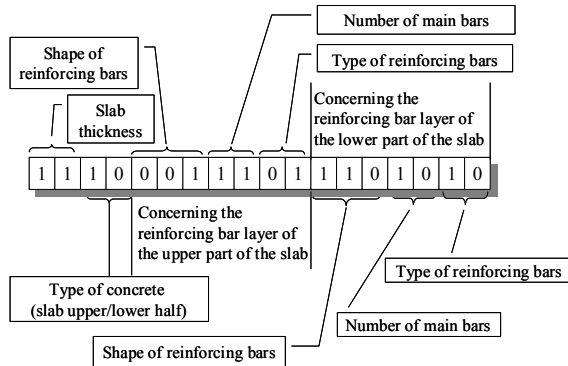 Number of main bars
Shape of
reinforcing bars
Type of reinforcing bars
Concerning the
reinforcing bar layer of
the lower part of the slab
Slab
thickness
1 1 1 0 0 0 1 1 1 0 1 1 1 0 1 0 1 0
Concerning the
reinforcing bar layer of
the upper part of the slab
Type of reinforcing bars
Type of concrete
(slab upper/lower half)
Number of main bars
Shape of reinforcing bars